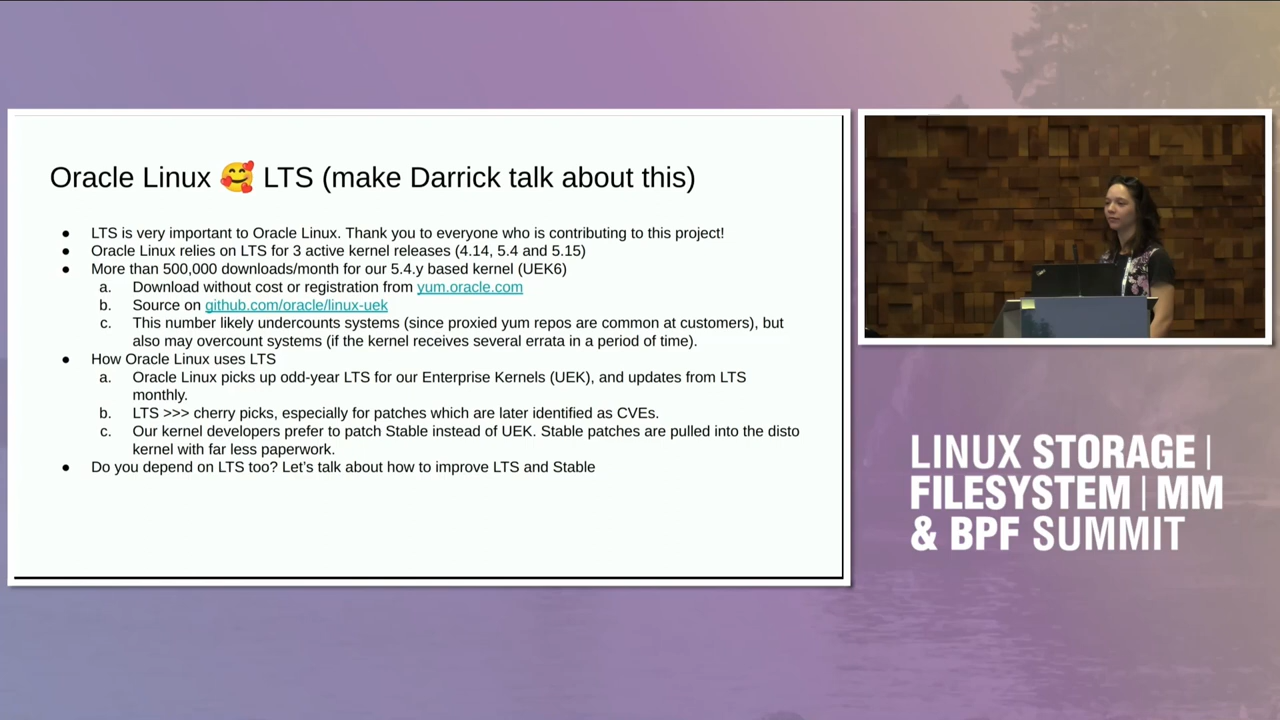 Oracle Linux 🥰 LTS (make Darrick talk about this)
● LTS is very important to Oracle Linux. Thank you to everyone who is contributing to this project!
● Oracle Linux relies on LTS for 3 active kernel releases (4.14, 5.4 and 5.15)
● More than 500,000 downloads/month for our 5.4.y based kernel (UEK6)
a. Download without cost or registration from yum.oracle.com
b. Source on github.com/oracle/linux-uek
c. This number likely undercounts systems (since proxied yum repos are common at customers), but
also may overcount systems (if the kernel receives several errata in a period of time).
● How Oracle Linux uses LTS
a. Oracle Linux picks up odd-year LTS for our Enterprise Kernels (UEK), and updates from LTS
monthly.
b. LTS >>> cherry picks, especially for patches which are later identified as CVEs.
c. Our kernel developers prefer to patch Stable instead of UEK. Stable patches are pulled into the disto
kernel with far less paperwork.
● Do you depend on LTS too? Let's talk about how to improve LTS and Stable
LINUX STORAGE |
FILESYSTEM | MM
& BPF SUMMIT